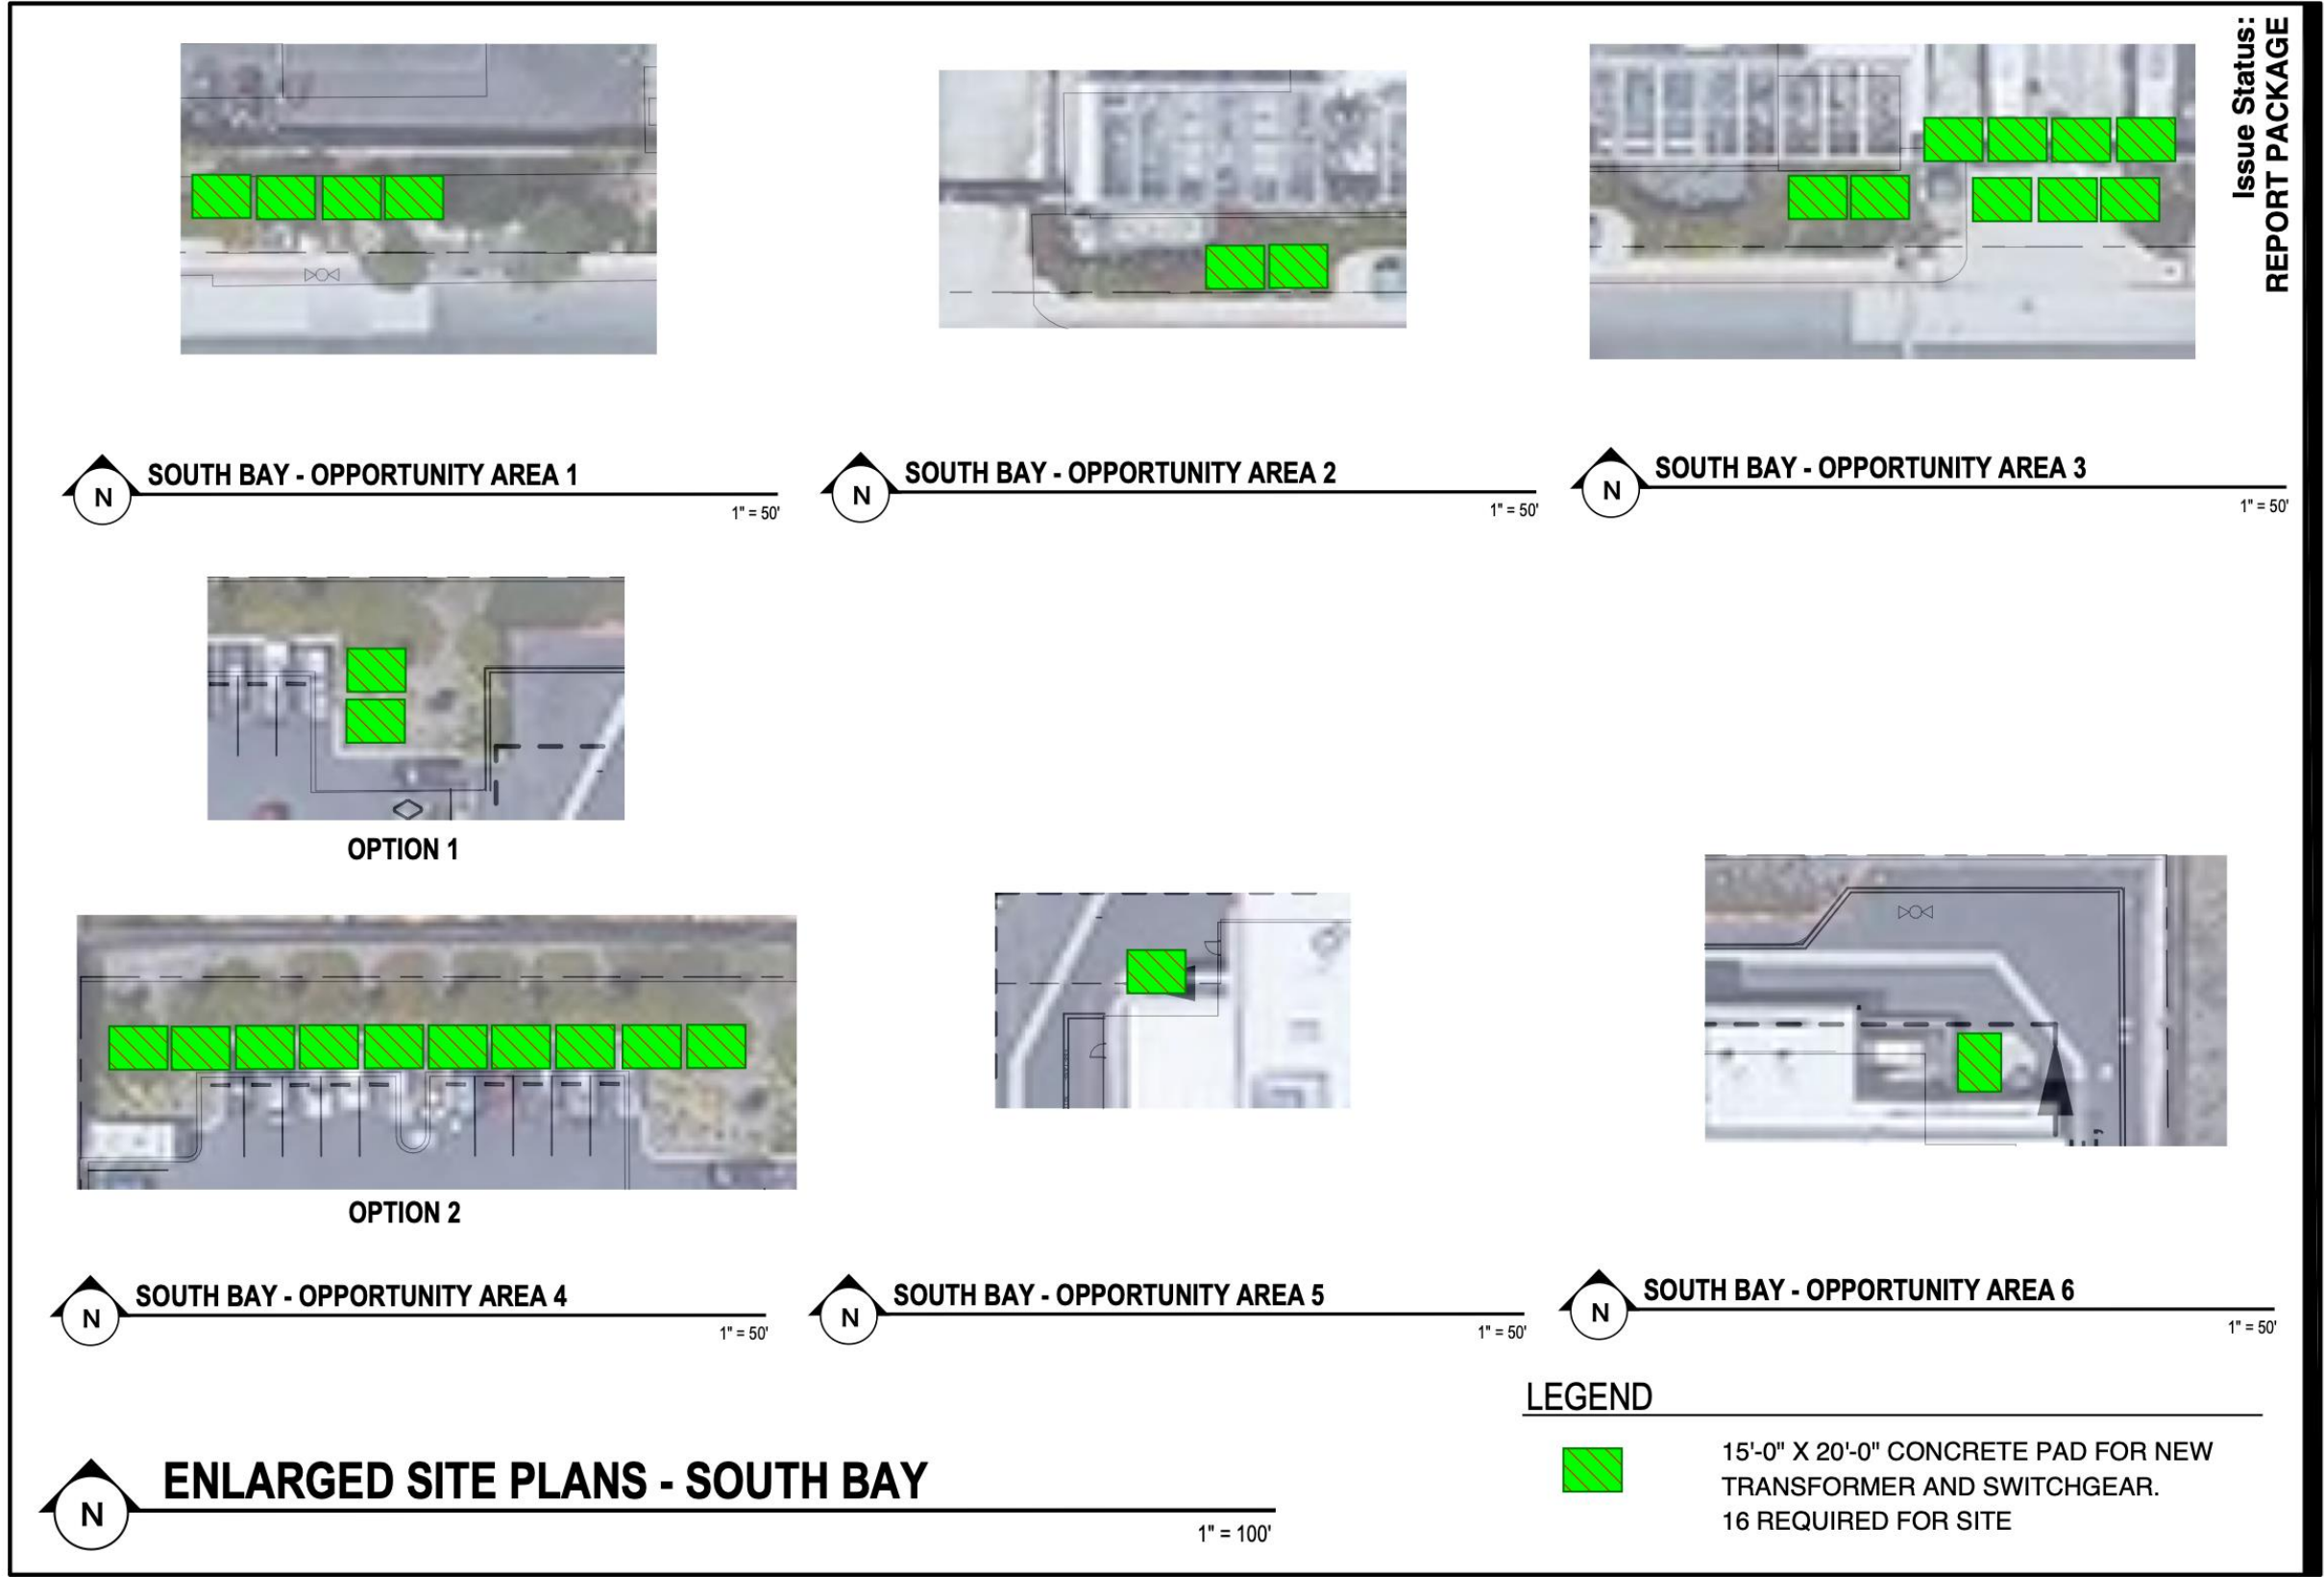 Issue Status:
REPORT PACKAGE
N
SOUTH BAY - OPPORTUNITY AREA 1
1" = 50'
N
SOUTH BAY - OPPORTUNITY AREA 2
1" = 50'
N
SOUTH BAY - OPPORTUNITY AREA 3
1" = 50'
OPTION 1
OPTION 2
N
SOUTH BAY - OPPORTUNITY AREA 4
1" = 50'
N
SOUTH BAY - OPPORTUNITY AREA 5
1" = 50'
N
SOUTH BAY - OPPORTUNITY AREA 6
1" = 50'
LEGEND
15'-0" X 20'-0" CONCRETE PAD FOR NEW
TRANSFORMER AND SWITCHGEAR.
16 REQUIRED FOR SITE
N
ENLARGED SITE PLANS - SOUTH BAY
1" = 100'